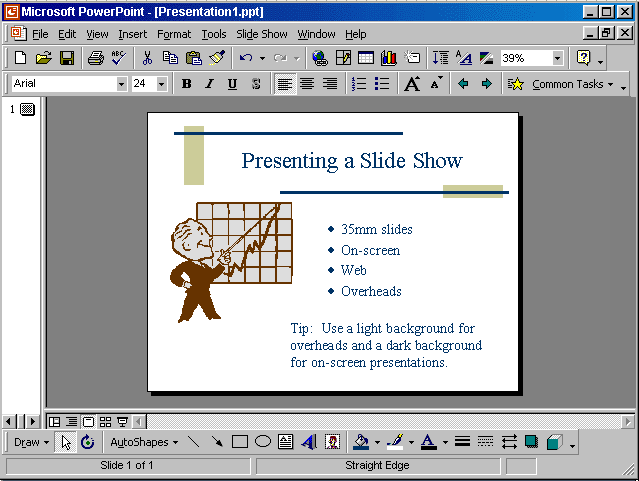 Microsoft PowerPoint - [Presentation1.ppt]
File Edit View Insert Format Tools Slide Show Window Help
ABC 39% ?
Arial 24 B I U S A A Common Tasks
1
Presenting a Slide Show
35mm slides
On-screen
Web
Overheads
Tip: Use a light background for
overheads and a dark background
for on-screen presentations.
Draw AutoShapes A A
Slide 1 of 1 Straight Edge